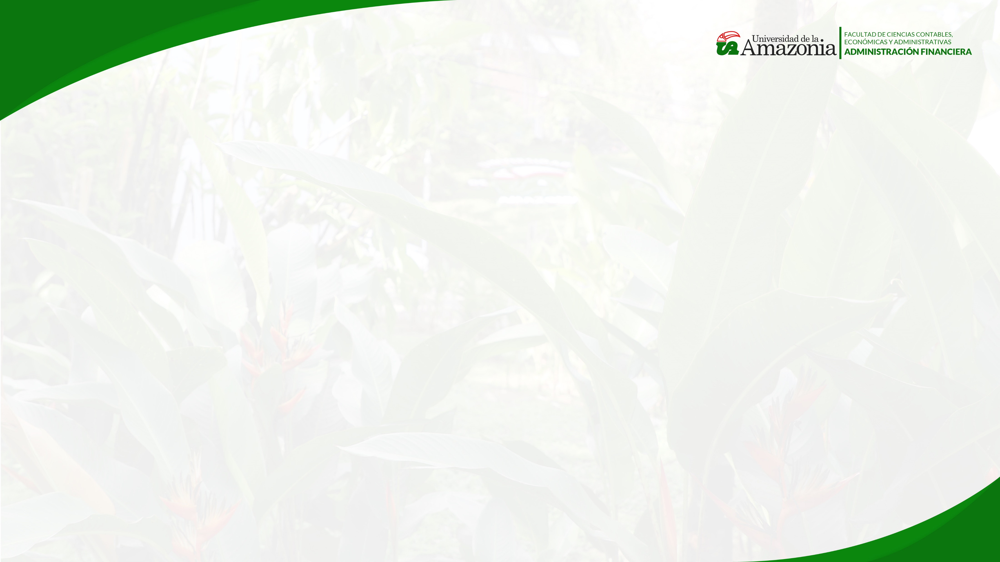 Universidad de la
Amazonia
FACULTAD DE CIENCIAS CONTABLES,
ECONÓMICAS Y ADMINISTRATIVAS
ADMINISTRACIÓN FINANCIERA